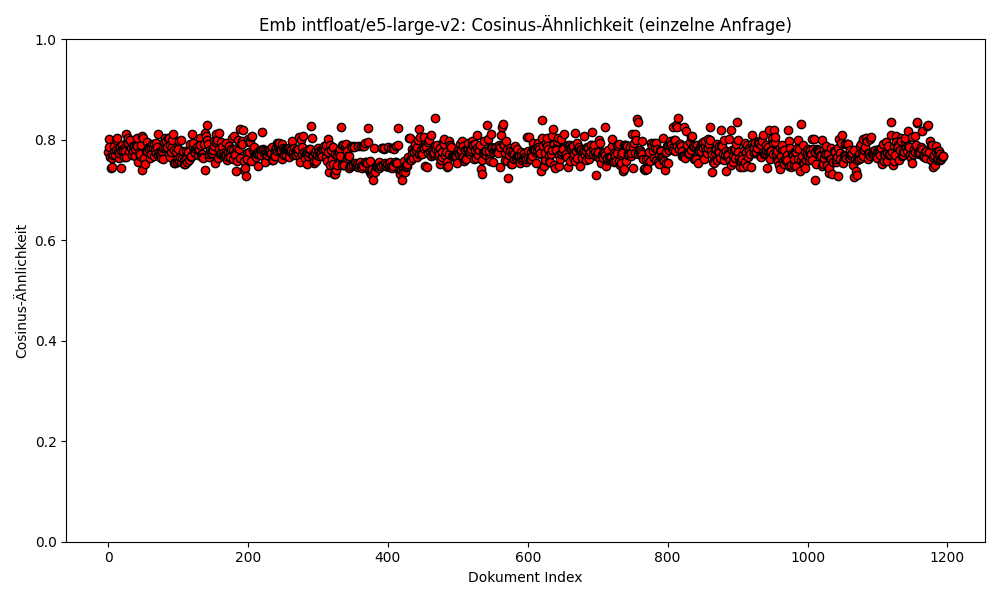 Emb intfloat/e5-large-v2: Cosinus-Ähnlichkeit (einzelne Anfrage)
1.0
0.8
0.6
0.4
0.2
0.0
Cosinus-Ähnlichkeit
0 200 400 600 800 1000 1200
Dokument Index